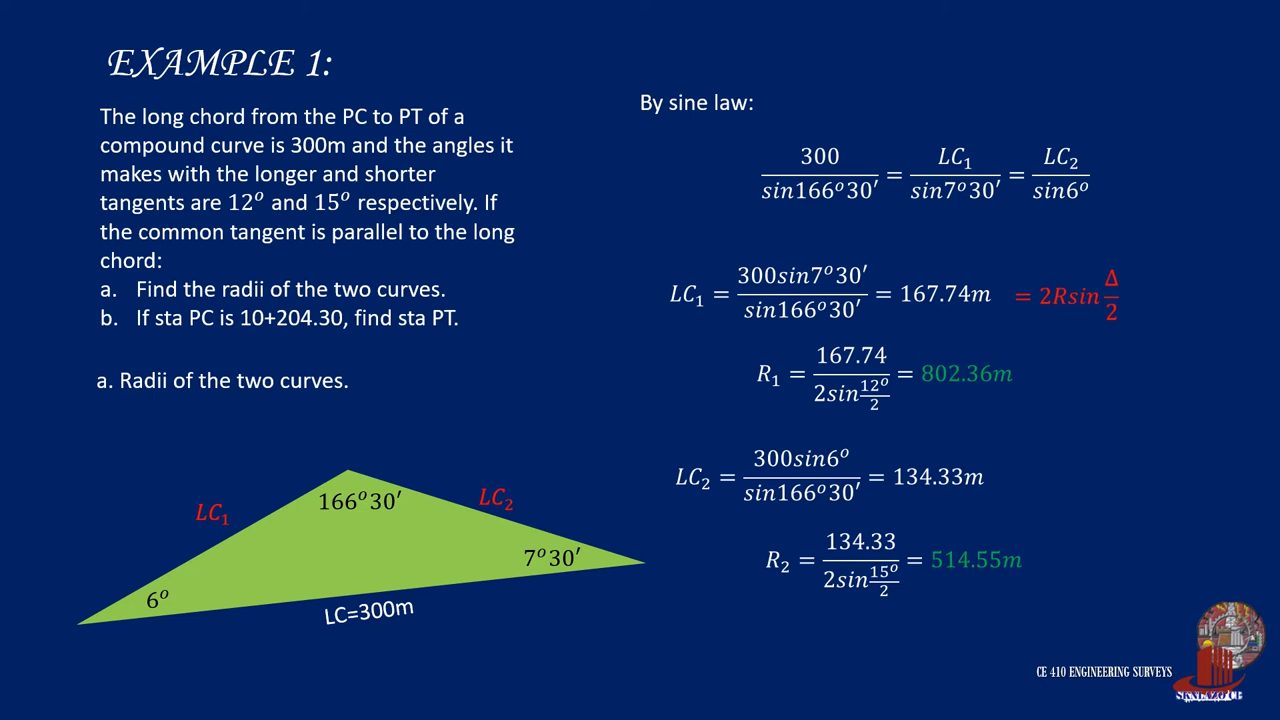 EXAMPLE 1:
The long chord from the PC to PT of a
compound curve is 300m and the angles it
makes with the longer and shorter
tangents are 12° and 15° respectively. If
the common tangent is parallel to the long
chord:
a. Find the radii of the two curves.
b. If sta PC is 10+204.30, find sta PT.
a. Radii of the two curves.
LC₁
166°30′
LC₂
6°
7°30′
LC=300m
By sine law:
300/sin166°30′ = LC₁/sin7°30′ = LC₂/sin6°
LC₁ = 300sin7°30′/sin166°30′ = 167.74m = 2Rsin Δ/2
R₁ = 167.74/2sin 12°/2 = 802.36m
LC₂ = 300sin6°/sin166°30′ = 134.33m
R₂ = 134.33/2sin 15°/2 = 514.55m
CE 410 ENGINEERING SURVEYS